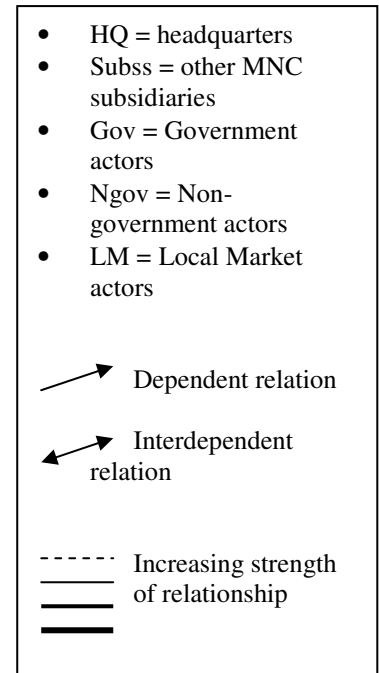 • HQ = headquarters
• Subss = other MNC
subsidiaries
• Gov = Government
actors
• Ngov = Non-
government actors
• LM = Local Market
actors
Dependent relation
Interdependent
relation
Increasing strength
of relationship